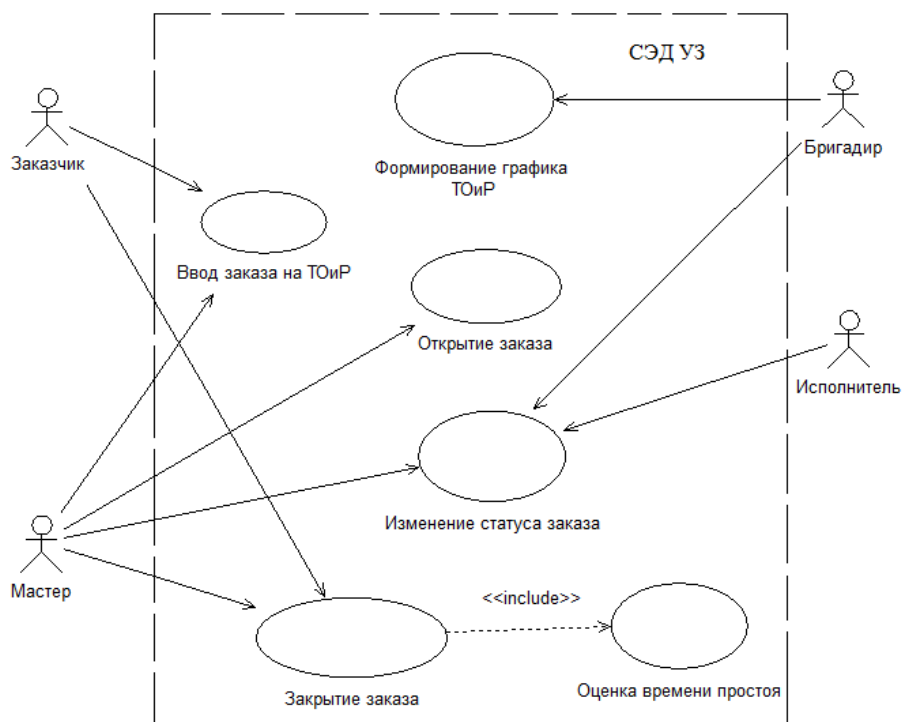 СЭД УЗ
Заказчик
Бригадир
Формирование графика
ТОиР
Ввод заказа на ТОиР
Открытие заказа
Исполнитель
Изменение статуса заказа
Мастер
<<include>>
Закрытие заказа
Оценка времени простоя